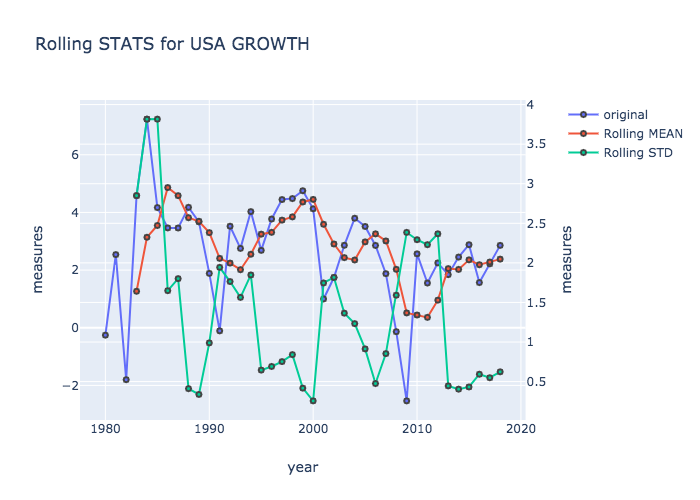 Rolling STATS for USA GROWTH
original
Rolling MEAN
Rolling STD
measures
6
4
2
0
−2
4
3.5
3
2.5
2
1.5
1
0.5
measures
1980
1990
2000
2010
2020
year